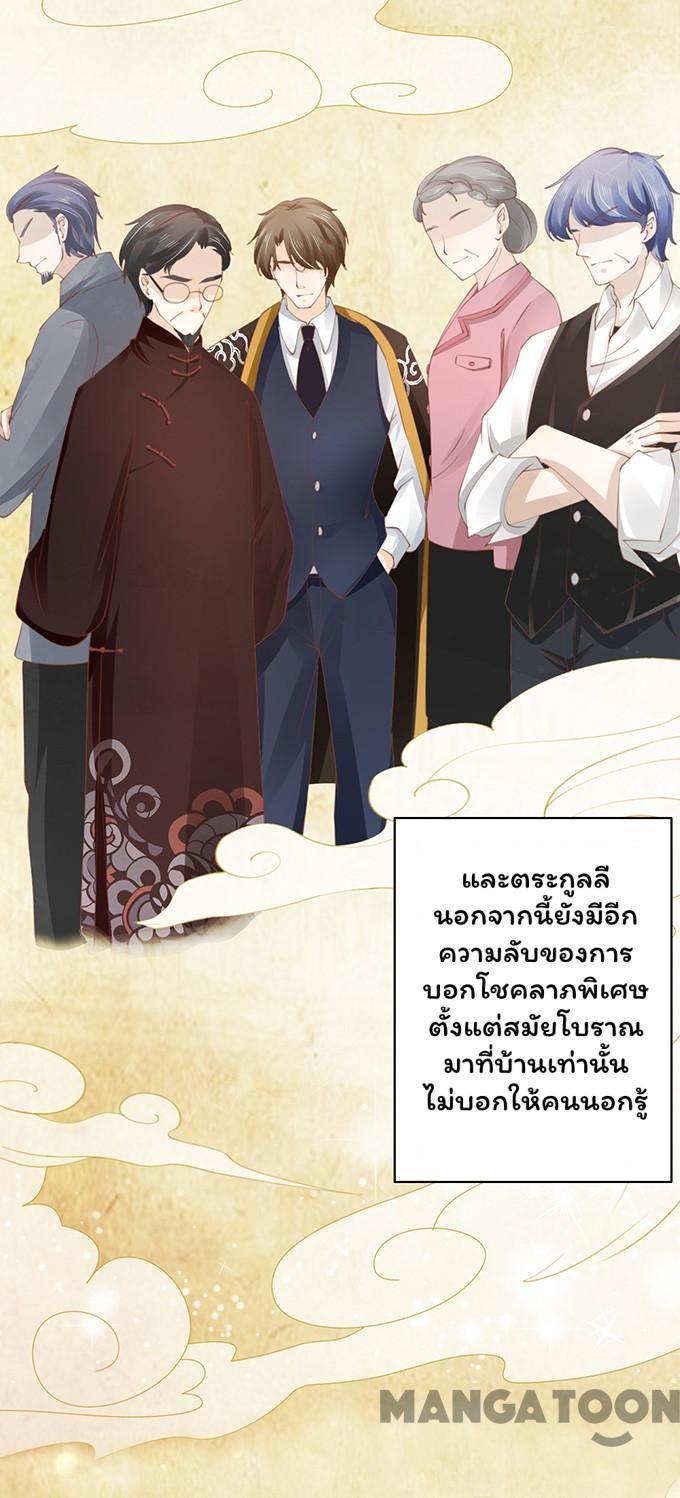 และตระกูลลี
นอกจากนี้ยังมีอีก
ความลับของการ
บอกโชคลาภพิเศษ
ตั้งแต่สมัยโบราณ
มาที่บ้านเท่านั้น
ไม่บอกให้คนนอกรู้
MANGATOON